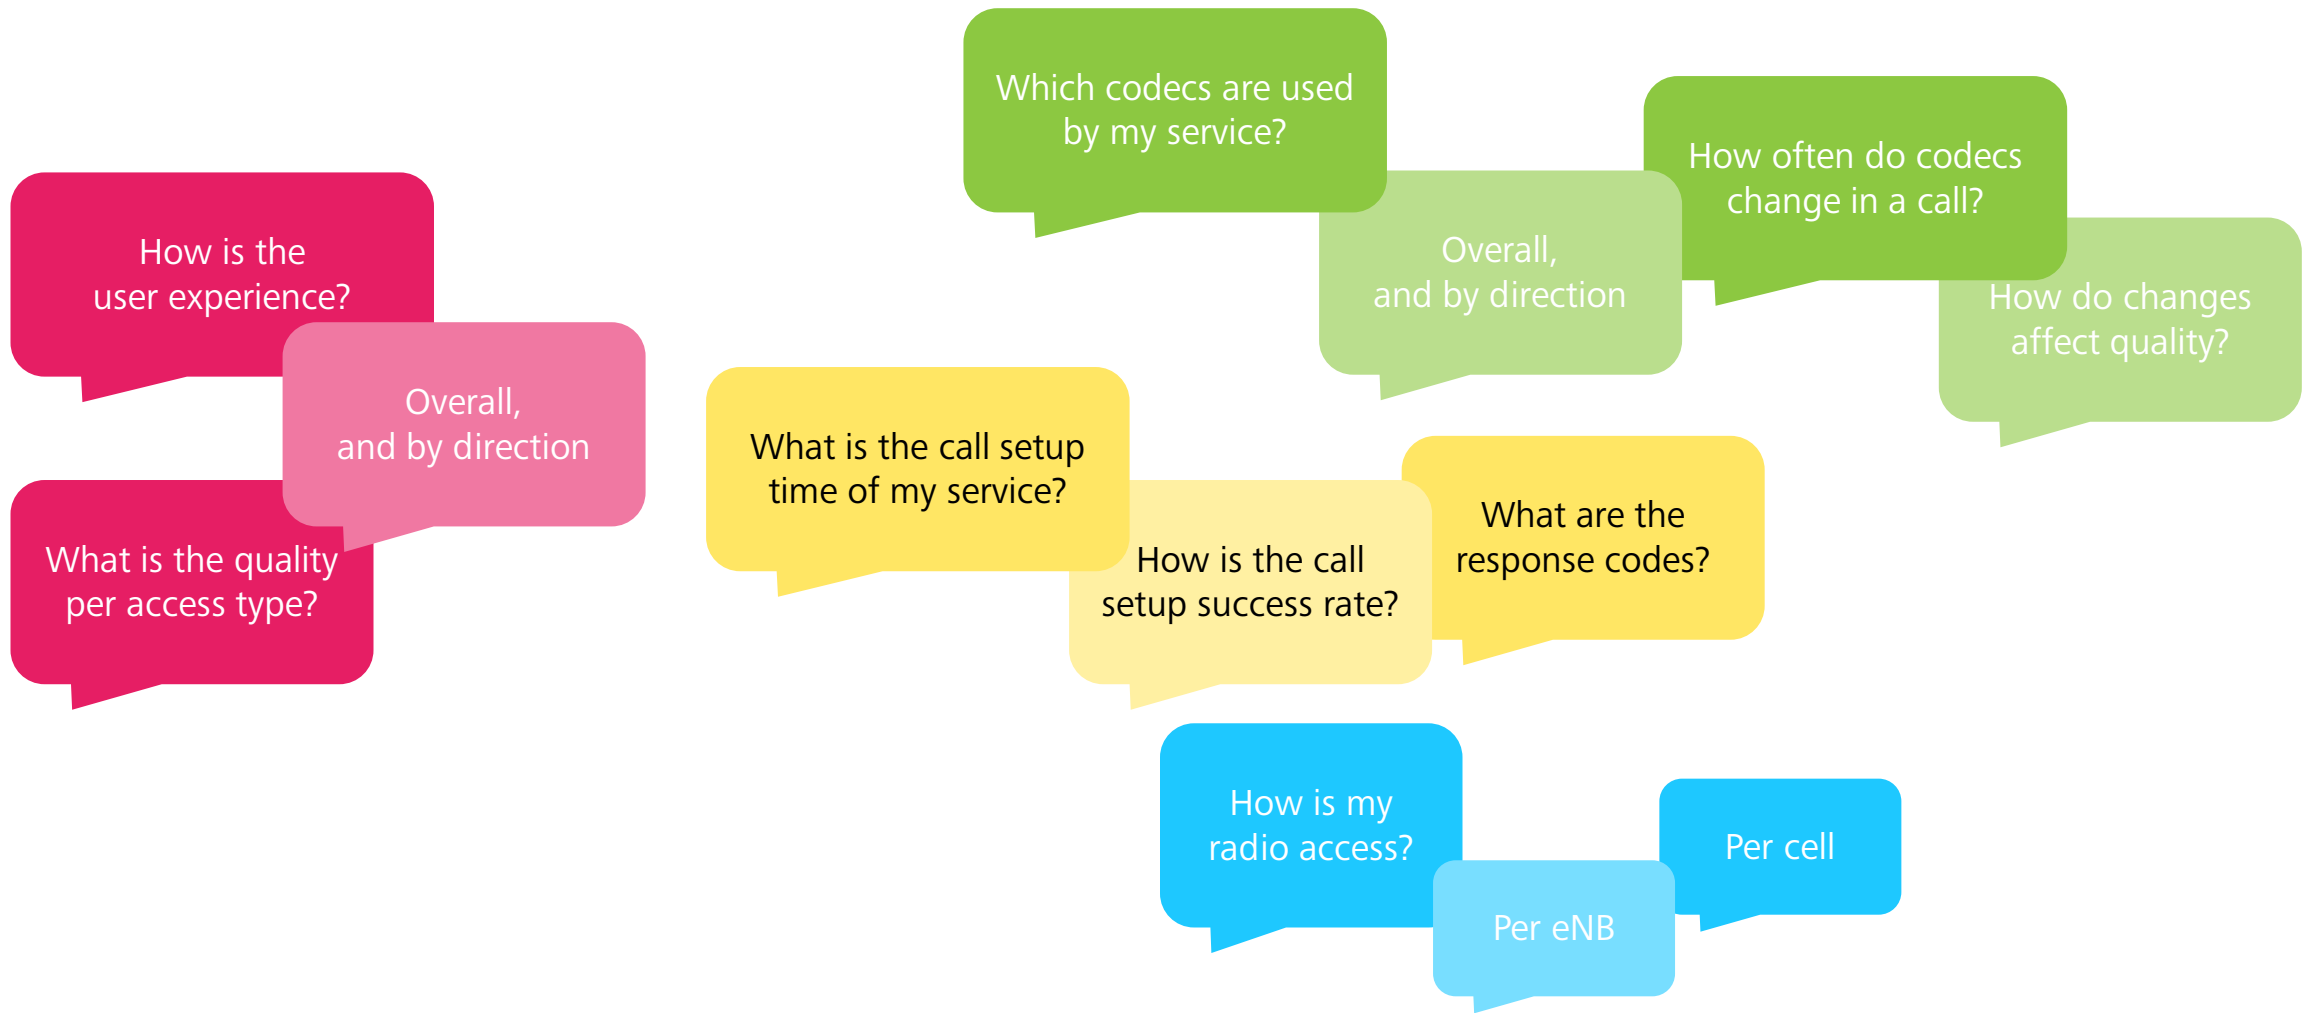 How is the
user experience?
Overall,
and by direction
What is the quality
per access type?
Which codecs are used
by my service?
Overall,
and by direction
How often do codecs
change in a call?
How do changes
affect quality?
What is the call setup
time of my service?
How is the call
setup success rate?
What are the
response codes?
How is my
radio access?
Per eNB
Per cell